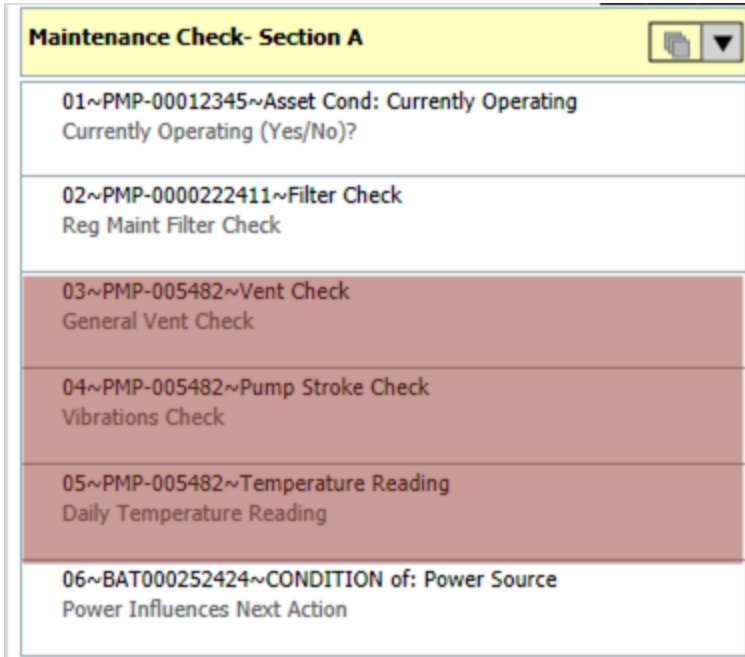 Maintenance Check- Section A
01~PMP-00012345~Asset Cond: Currently Operating
Currently Operating (Yes/No)?
02~PMP-0000222411~Filter Check
Reg Maint Filter Check
03~PMP-005482~Vent Check
General Vent Check
04~PMP-005482~Pump Stroke Check
Vibrations Check
05~PMP-005482~Temperature Reading
Daily Temperature Reading
06~BAT000252424~CONDITION of: Power Source
Power Influences Next Action